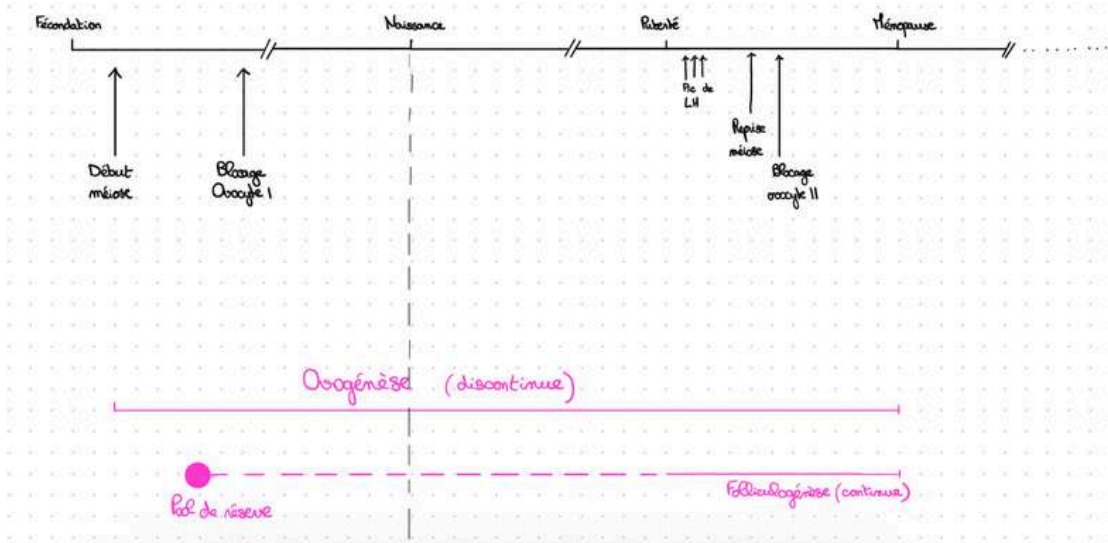 Fécondation
Naissance
Puberté
Ménopause
Pic de
LH
Début
méiose
Blocage
Ovocyte I
Reprise
méiose
Blocage
ovocyte II
Ovogénèse (discontinue)
Folliculogénèse (continue)
Pool de réserve